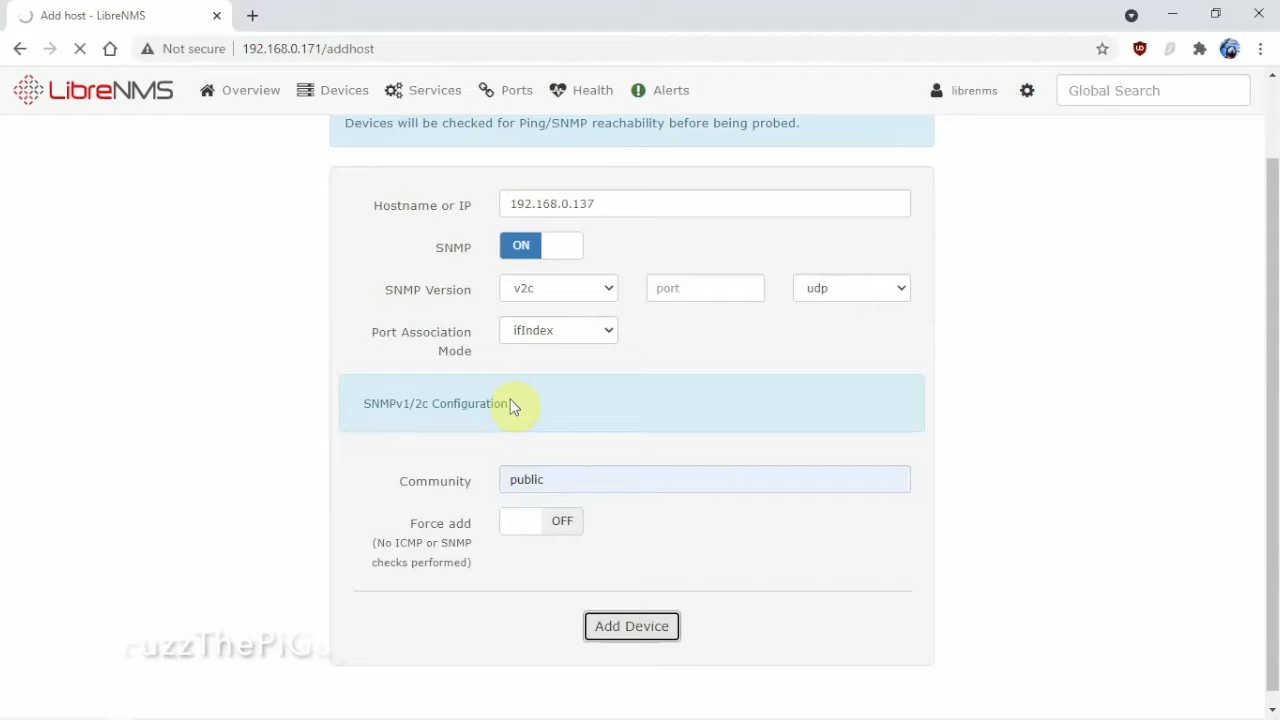 Add host - LibreNMS
Not secure
192.168.0.171/addhost
LibreNMS
Overview
Devices
Services
Ports
Health
Alerts
librenms
Global Search
Devices will be checked for Ping/SNMP reachability before being probed.
Hostname or IP
192.168.0.137
SNMP
ON
SNMP Version
v2c
port
udp
Port Association
Mode
ifIndex
SNMPv1/2c Configuration
Community
public
Force add
OFF
(No ICMP or SNMP
checks performed)
Add Device